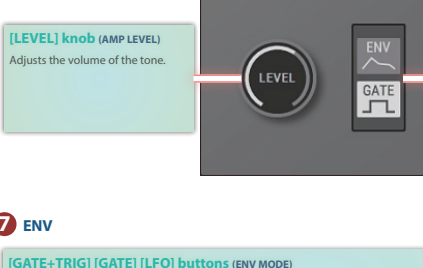 [LEVEL] knob (AMP LEVEL)
Adjusts the volume of the tone.
LEVEL
ENV
GATE
7 ENV
[GATE+TRIG] [GATE] [LFO] buttons (ENV MODE)